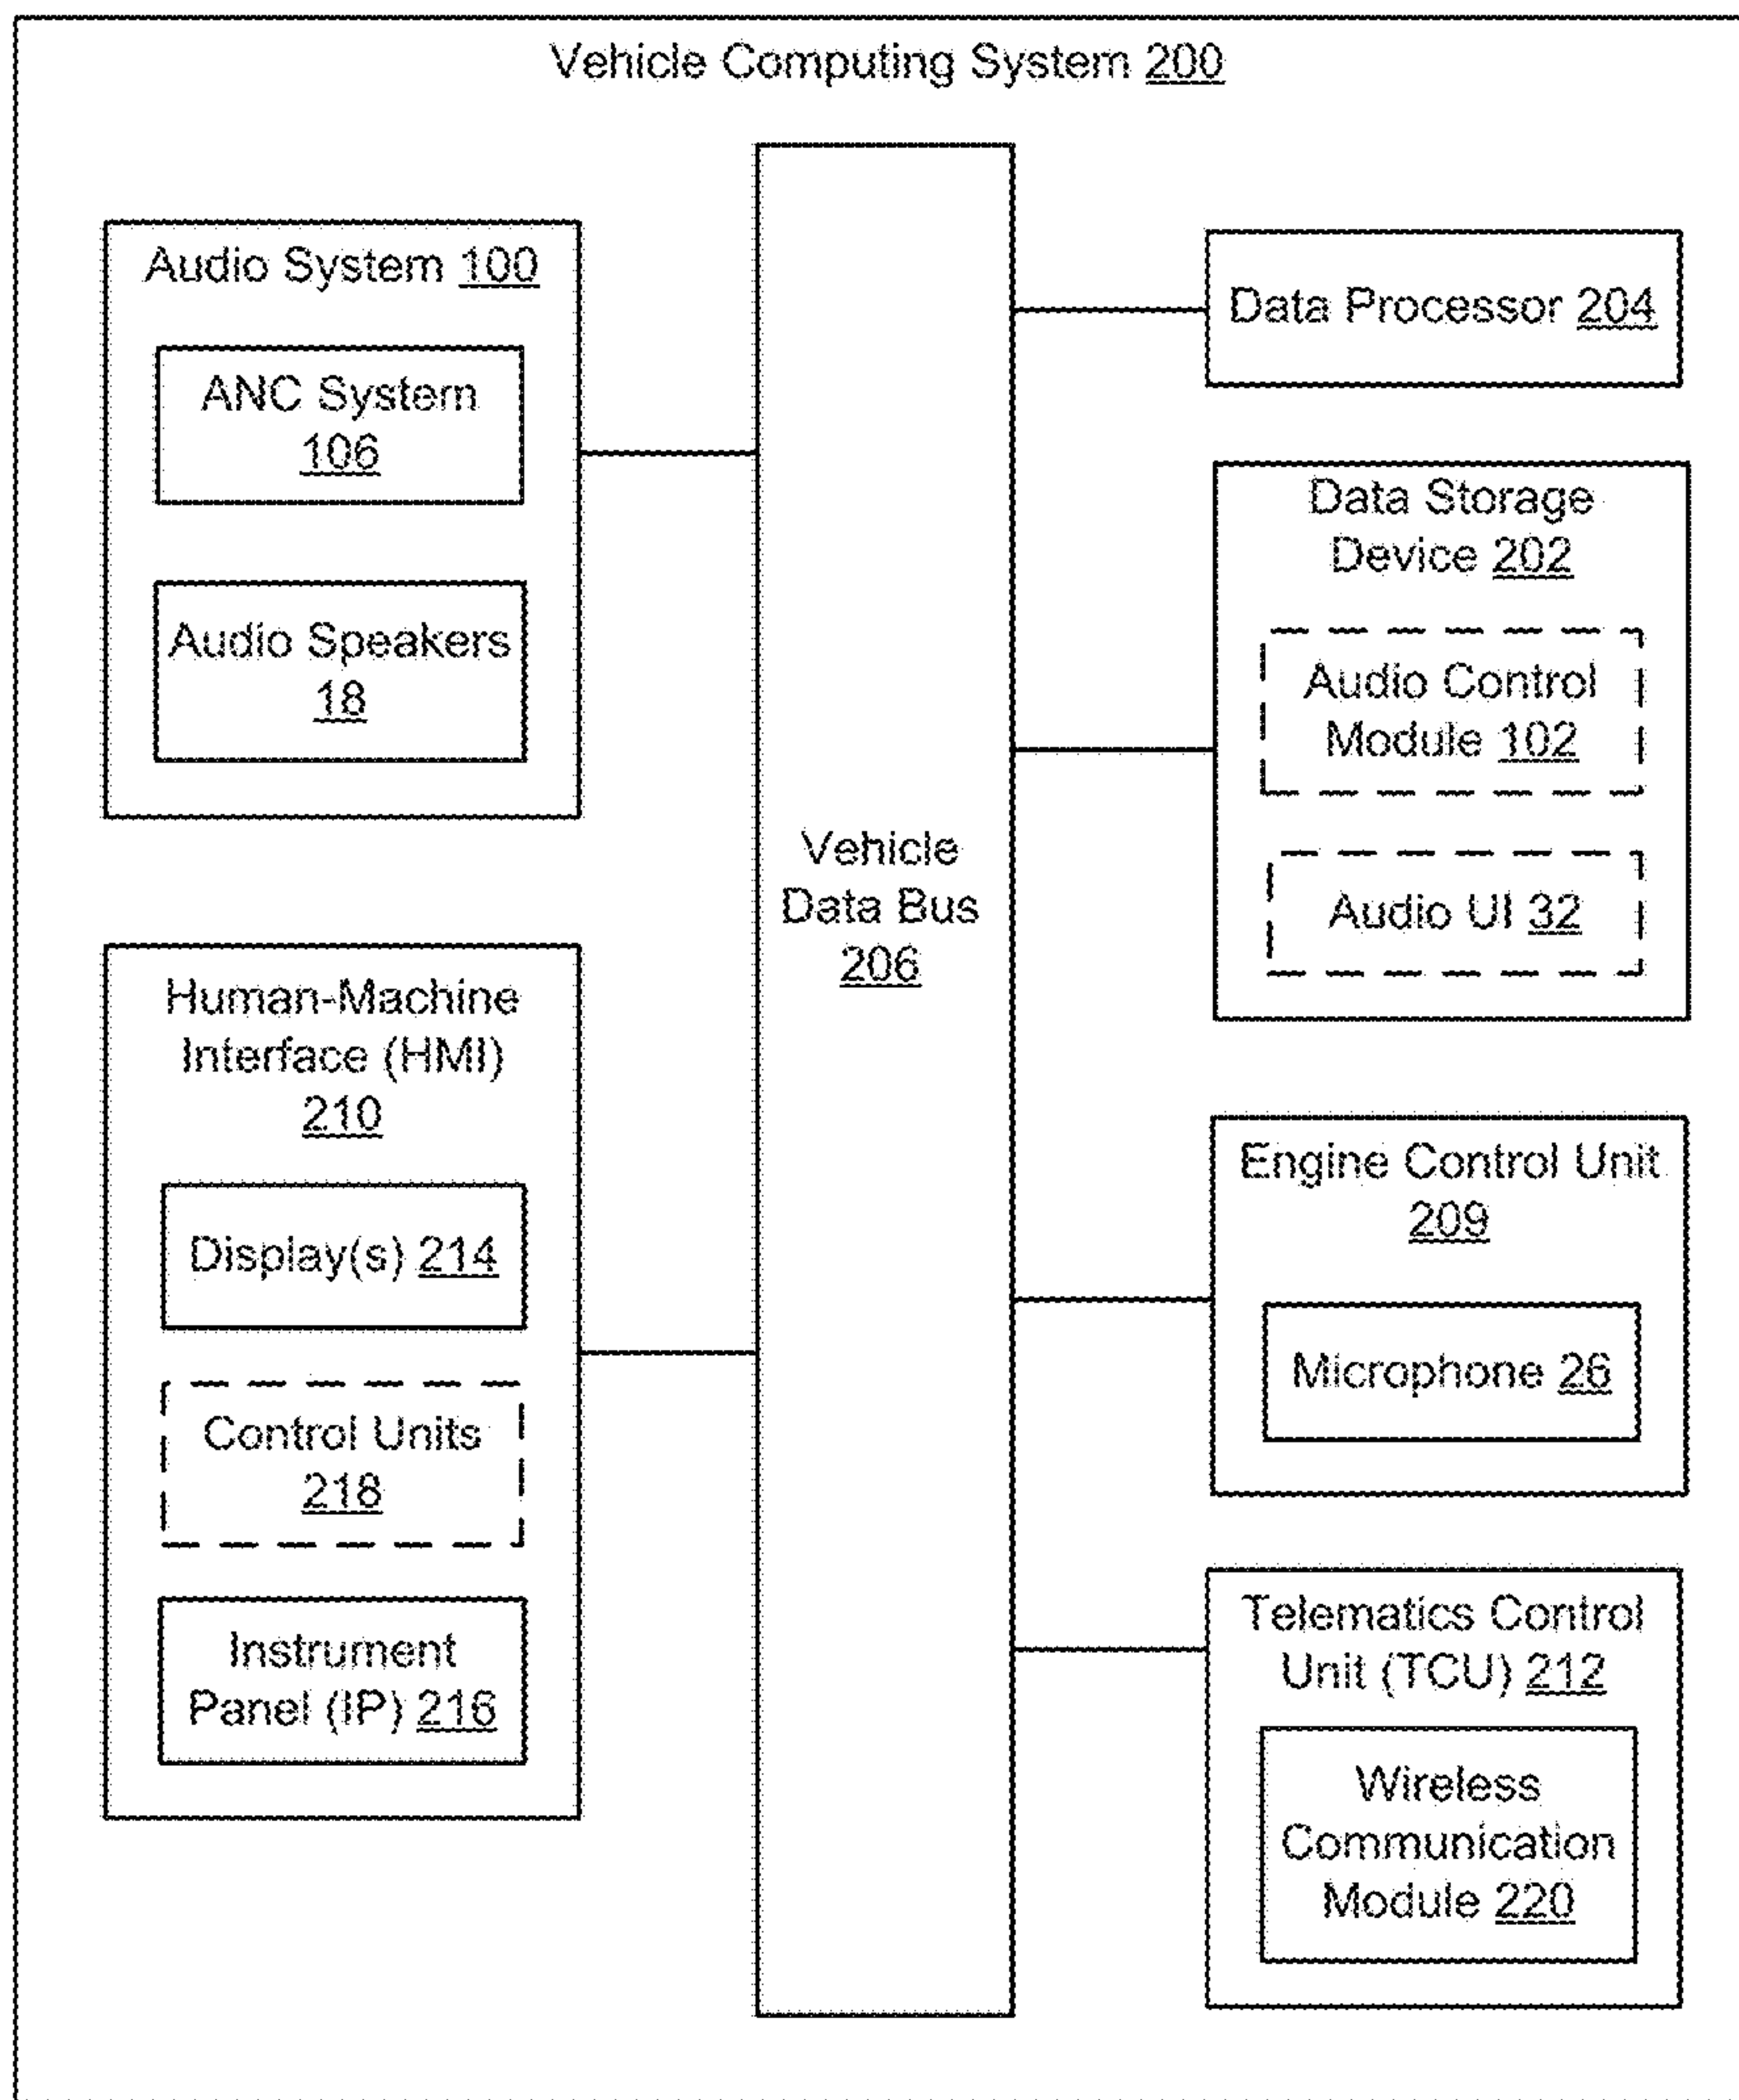 Vehicle Computing System 200
Audio System 100
ANC System
106
Audio Speakers
18
Human-Machine
Interface (HMI)
210
Display(s) 214
Control Units
218
Instrument
Panel (IP) 216
Vehicle
Data Bus
206
Data Processor 204
Data Storage
Device 202
Audio Control
Module 102
Audio UI 32
Engine Control Unit
209
Microphone 26
Telematics Control
Unit (TCU) 212
Wireless
Communication
Module 220